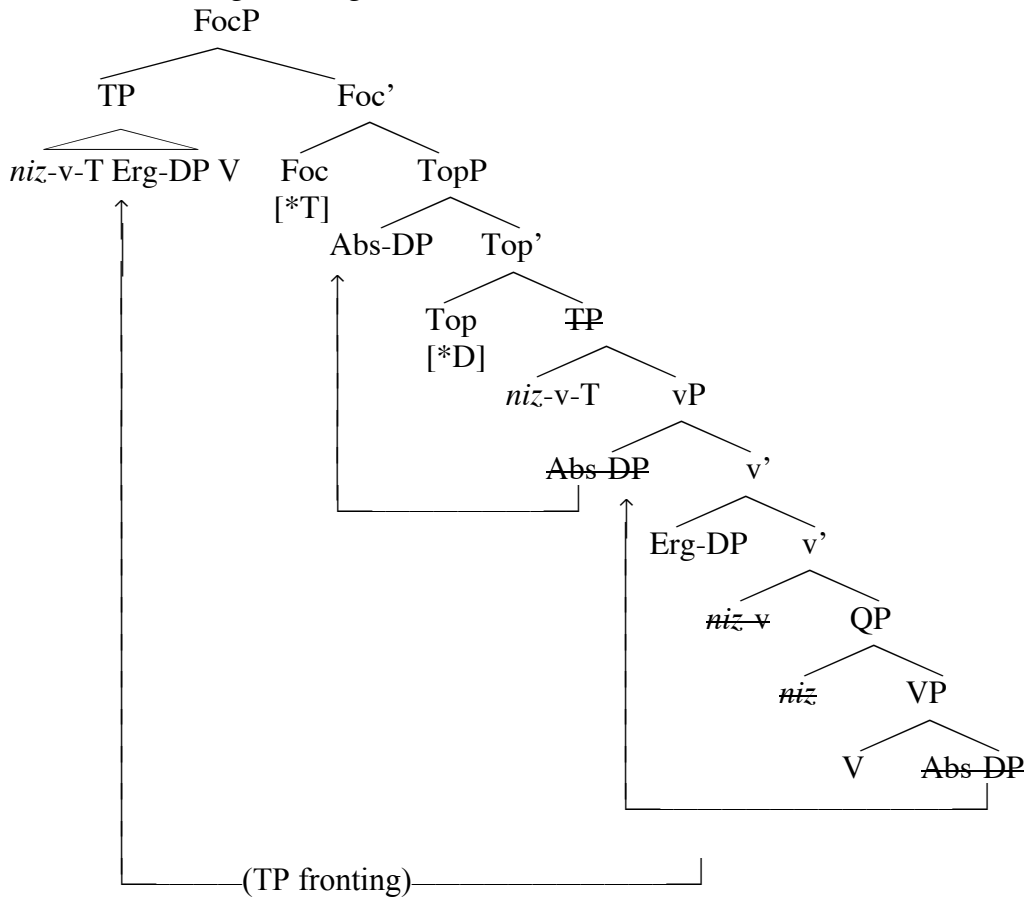 FocP
TP Foc’
niz-v-T Erg-DP V Foc TopP
[*T]
Abs-DP Top’
Top TP
[*D]
niz-v-T vP
Abs-DP v’
Erg-DP v’
niz-v QP
niz VP
V Abs-DP
(TP fronting)